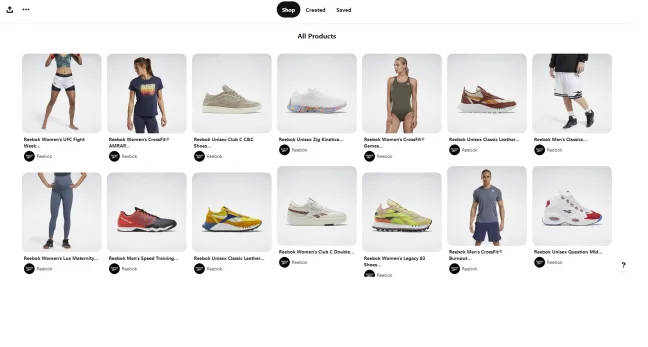 Shop Created Saved
All Products
Reebok Women's UFC Fight
Week...
Reebok
Reebok Women's CrossFit®
AMRAP...
Reebok
Reebok Unisex Club C C&C
Shoes...
Reebok
Reebok Unisex Zig Kinetica...
Reebok
Reebok Women's CrossFit®
Games...
Reebok
Reebok Unisex Classic Leather...
Reebok
Reebok Men's Classics...
Reebok
Reebok Women's Lux Maternity...
Reebok
Reebok Men's Speed Training...
Reebok
Reebok Unisex Classic Leather...
Reebok
Reebok Women's Club C Double...
Reebok
Reebok Women's Legacy 83
Shoes...
Reebok
Reebok Men's CrossFit®
Burnout...
Reebok
Reebok Unisex Question Mid...
Reebok
?